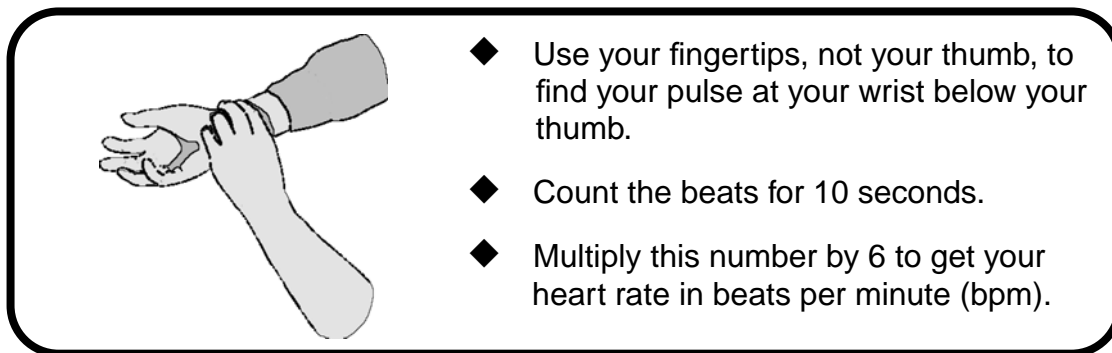 ◆ Use your fingertips, not your thumb, to
find your pulse at your wrist below your
thumb.
◆ Count the beats for 10 seconds.
◆ Multiply this number by 6 to get your
heart rate in beats per minute (bpm).